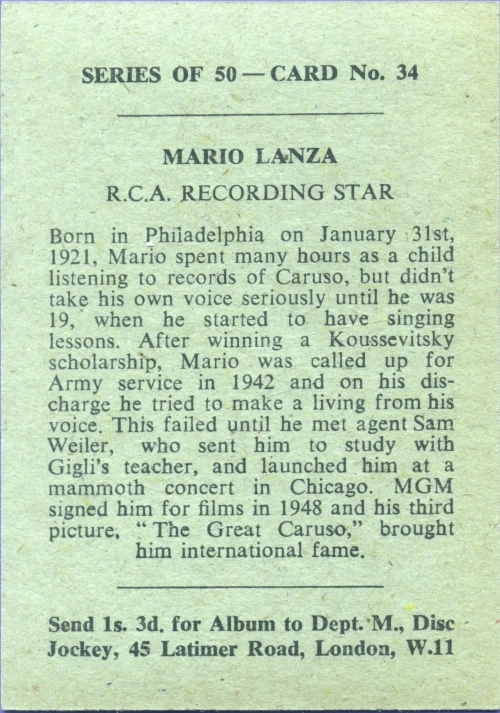 SERIES OF 50 — CARD No. 34
MARIO LANZA
R.C.A. RECORDING STAR
Born in Philadelphia on January 31st,
1921, Mario spent many hours as a child
listening to records of Caruso, but didn't
take his own voice seriously until he was
19, when he started to have singing
lessons. After winning a Koussevitsky
scholarship, Mario was called up for
Army service in 1942 and on his dis-
charge he tried to make a living from his
voice. This failed until he met agent Sam
Weiler, who sent him to study with
Gigli's teacher, and launched him at a
mammoth concert in Chicago. MGM
signed him for films in 1948 and his third
picture, "The Great Caruso," brought
him international fame.
Send 1s. 3d. for Album to Dept. M., Disc
Jockey, 45 Latimer Road, London, W.11